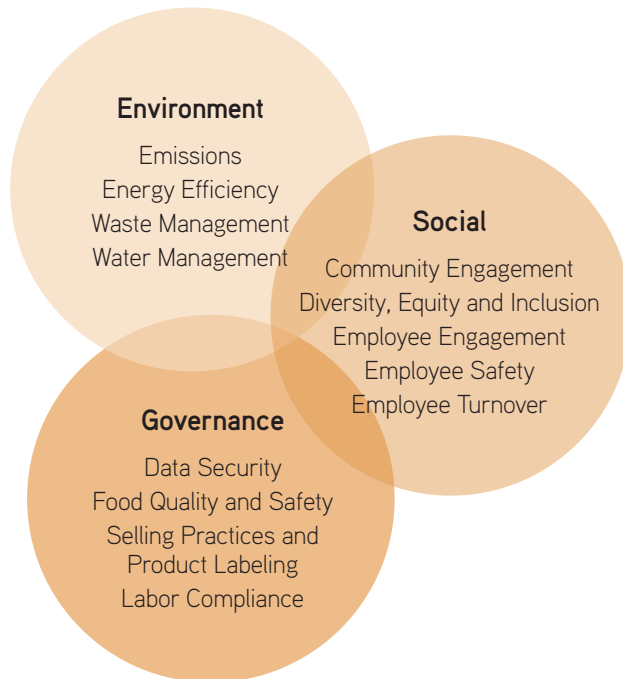 Environment
Emissions
Energy Efficiency
Waste Management
Water Management
Social
Community Engagement
Diversity, Equity and Inclusion
Employee Engagement
Employee Safety
Employee Turnover
Governance
Data Security
Food Quality and Safety
Selling Practices and
Product Labeling
Labor Compliance